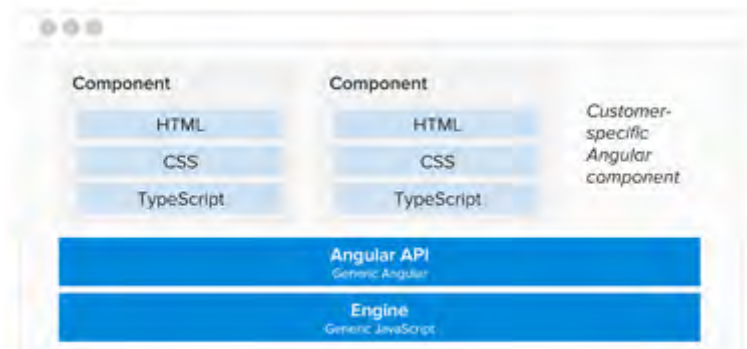 Component
HTML
CSS
TypeScript
Component
HTML
CSS
TypeScript
Customer-
specific
Angular
component
Angular API
Generic Angular
Engine
Generic JavaScript